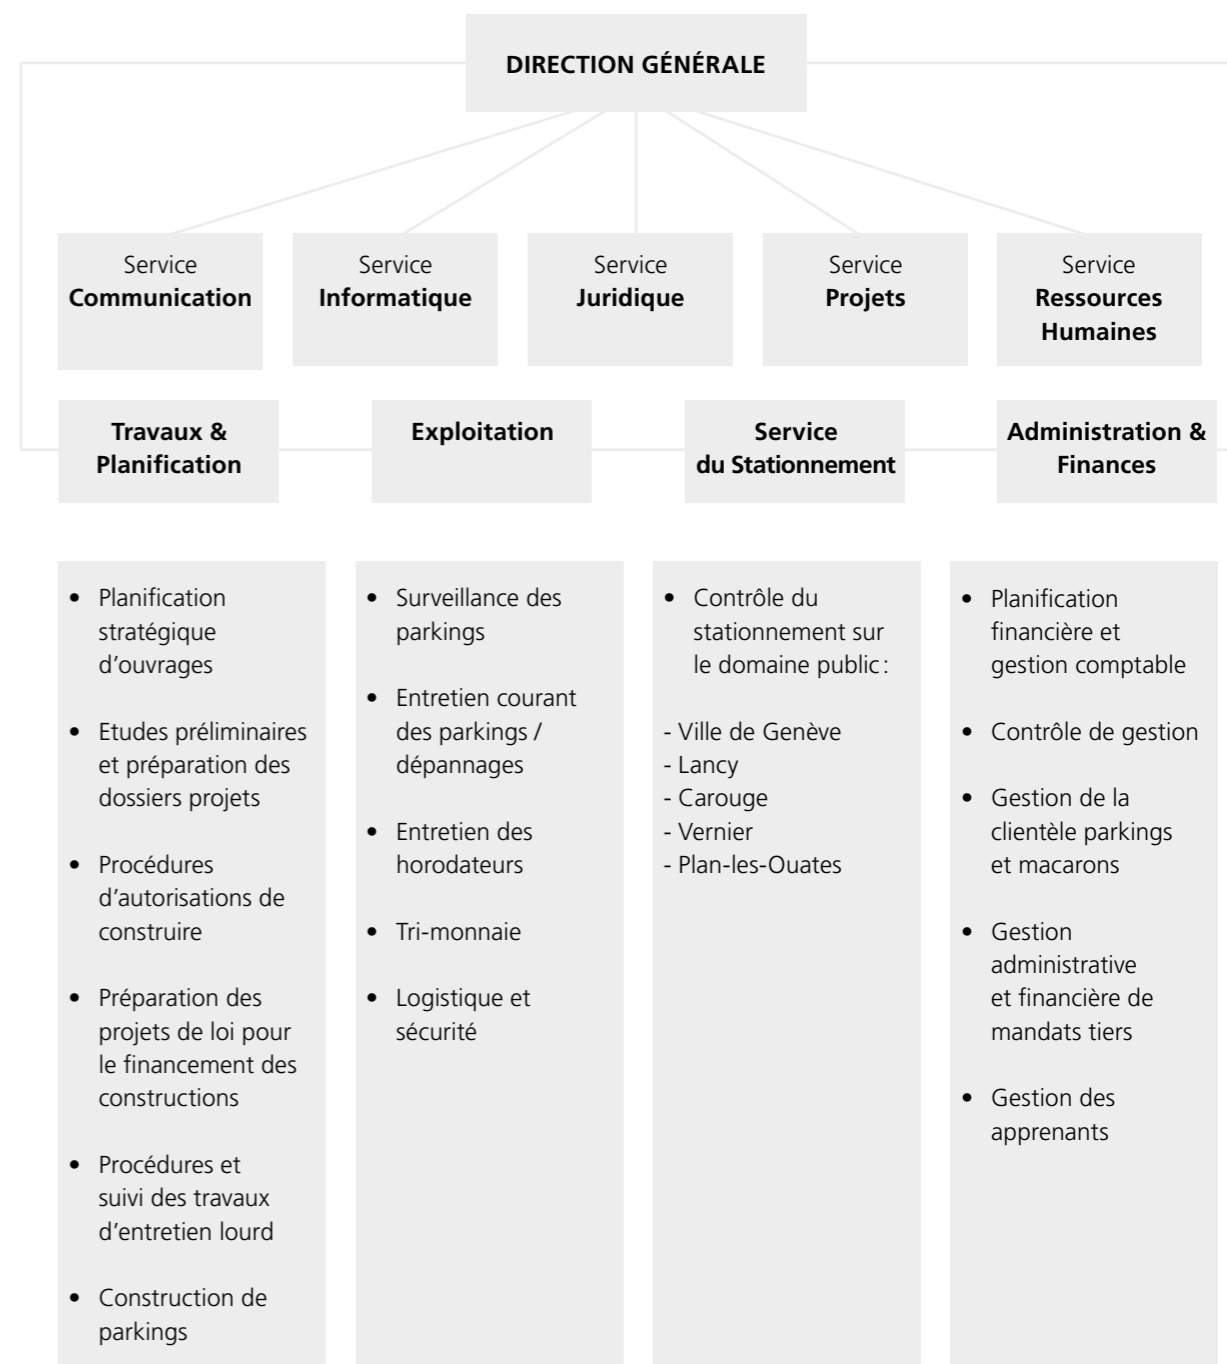 DIRECTION GÉNÉRALE
Service
Communication
Service
Informatique
Service
Juridique
Service
Projets
Service
Ressources
Humaines
Travaux &
Planification
Exploitation
Service
du Stationnement
Administration &
Finances
• Planification
stratégique
d’ouvrages
• Etudes préliminaires
et préparation des
dossiers projets
• Procédures
d’autorisations de
construire
• Préparation des
projets de loi pour
le financement des
constructions
• Procédures et
suivi des travaux
d’entretien lourd
• Construction de
parkings
• Surveillance des
parkings
• Entretien courant
des parkings /
dépannages
• Entretien des
horodateurs
• Tri-monnaie
• Logistique et
sécurité
• Contrôle du
stationnement sur
le domaine public :
- Ville de Genève
- Lancy
- Carouge
- Vernier
- Plan-les-Ouates
• Planification
financière et
gestion comptable
• Contrôle de gestion
• Gestion de la
clientèle parkings
et macarons
• Gestion
administrative
et financière de
mandats tiers
• Gestion des
apprenants